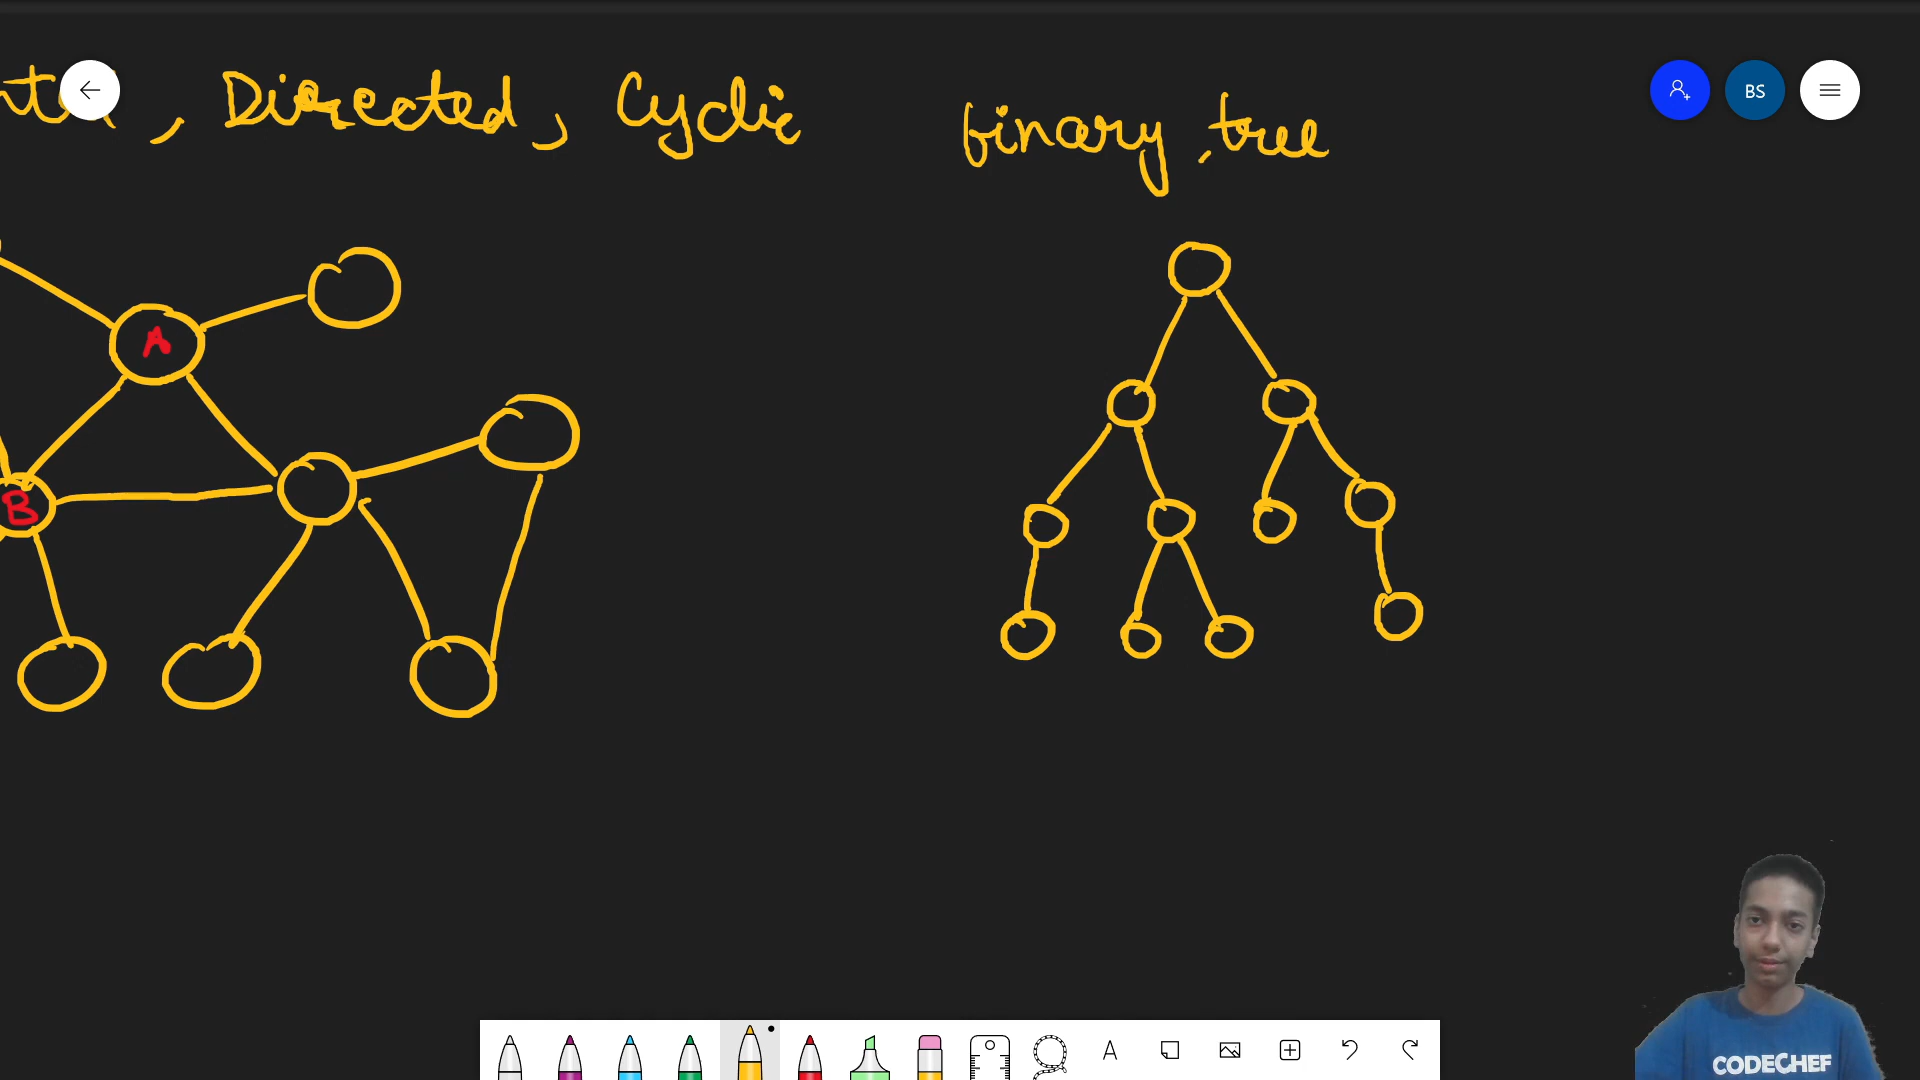 , Directed, Cyclic
binary tree
BS
A
B
A
CODECHEF